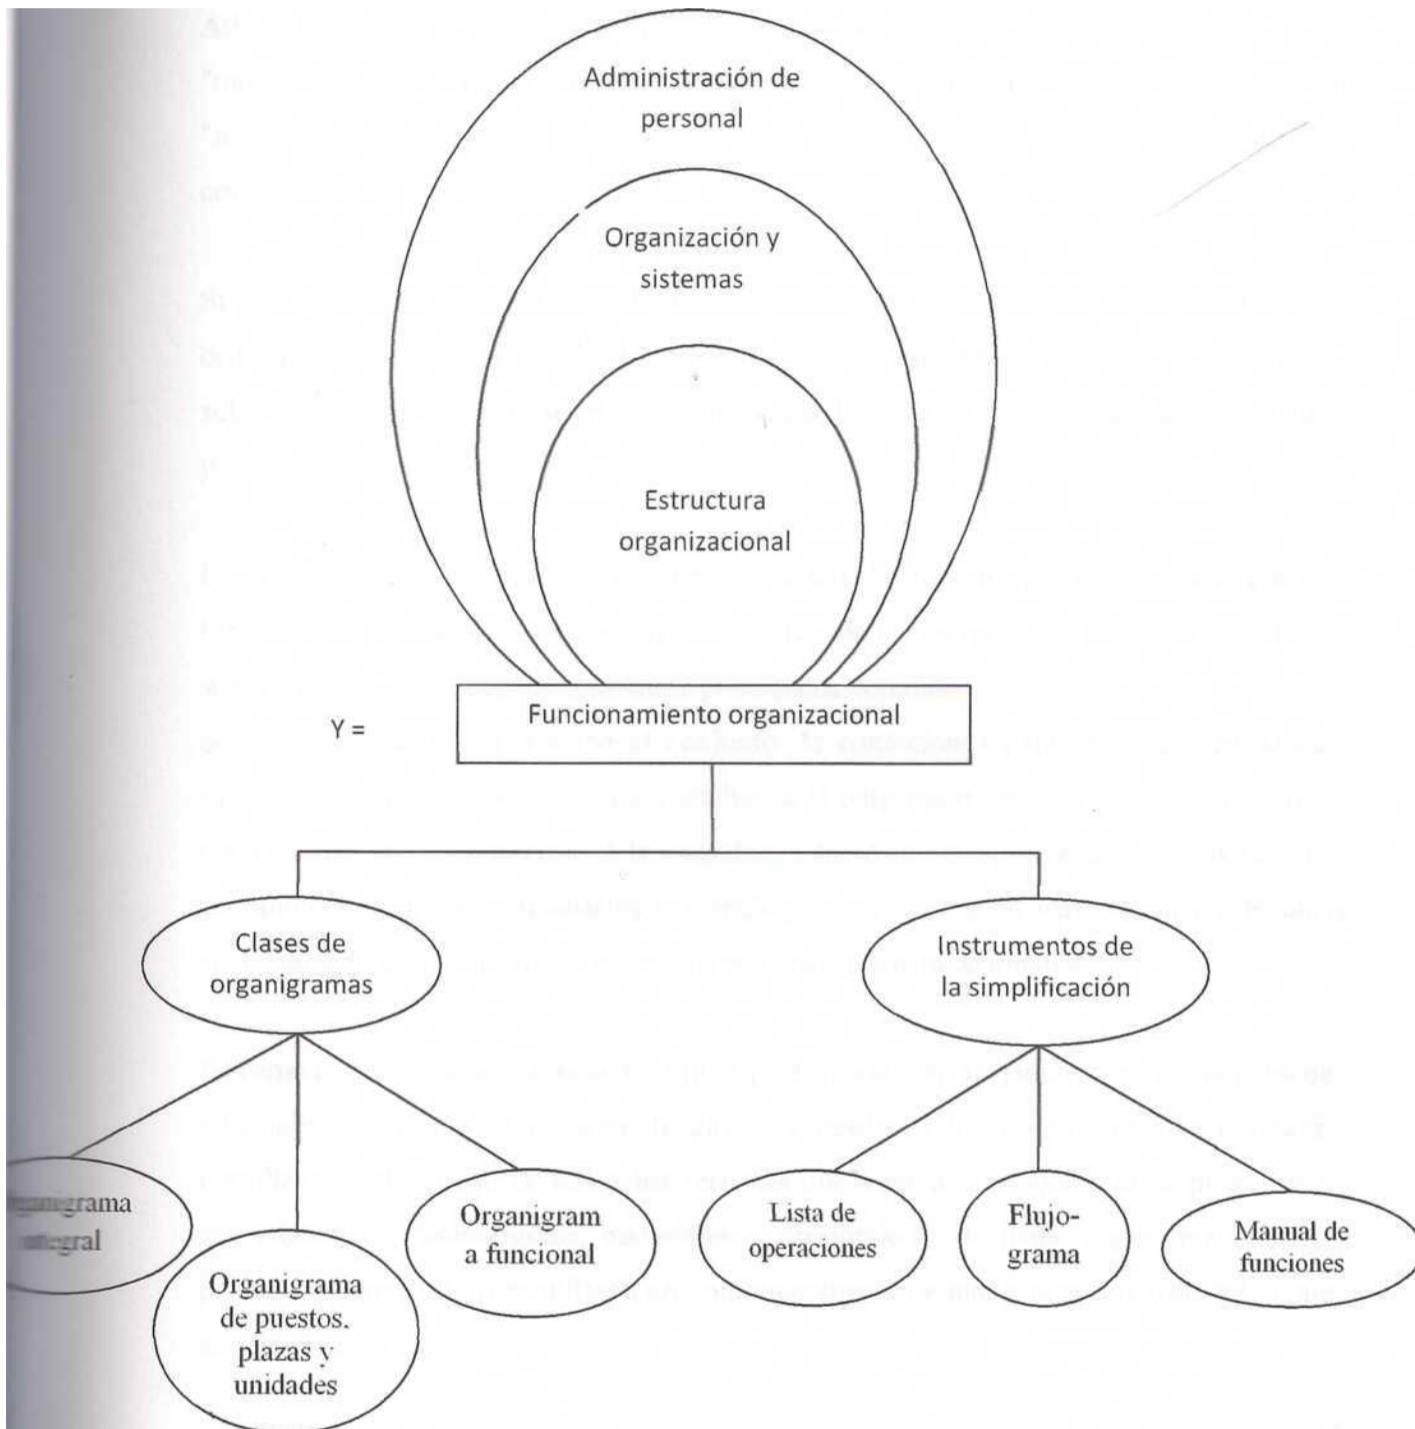 Administración de
personal
Organización y
sistemas
Estructura
organizacional
Y =
Funcionamiento organizacional
Clases de
organigramas
Instrumentos de
la simplificación
Organigram
a funcional
Lista de
operaciones
Flujo-
grama
Manual de
funciones
Organigrama
de puestos,
plazas y
unidades